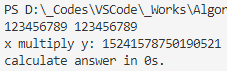 PS D:\_Codes\VSCode\_Works\Algor
123456789 123456789
x multiply y: 15241578750190521
calculate answer in 0s.